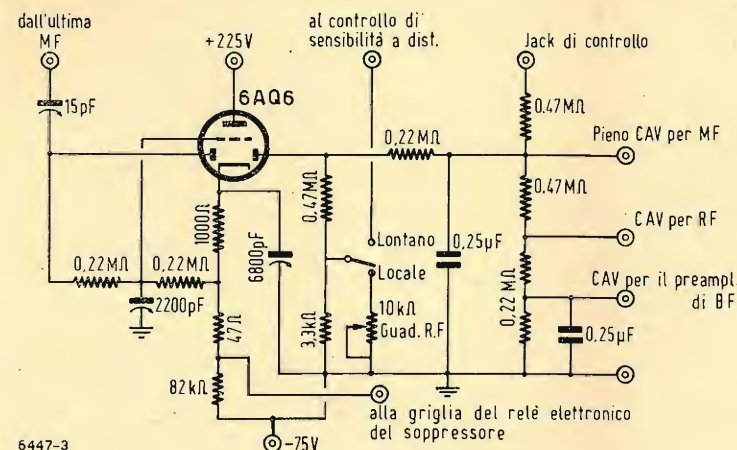 dall'ultima
MF
15pF
+225V
6AQ6
al controllo di
sensibilità a dist.
Jack di controllo
0.47MΩ
0,22MΩ
Pieno CAV per MF
0,47MΩ
0.47MΩ
1000Ω
6800pF
CAV per RF
Lontano
Locale
0,25µF
0,22MΩ
0,22MΩ
2200pF
0,22 MΩ
CAV per il preampl.
di BF
47Ω
3,3kΩ
10kΩ
Guad. R.F
0,25µF
82kΩ
alla griglia del relè elettronico
del soppressore
-75V
6447-3